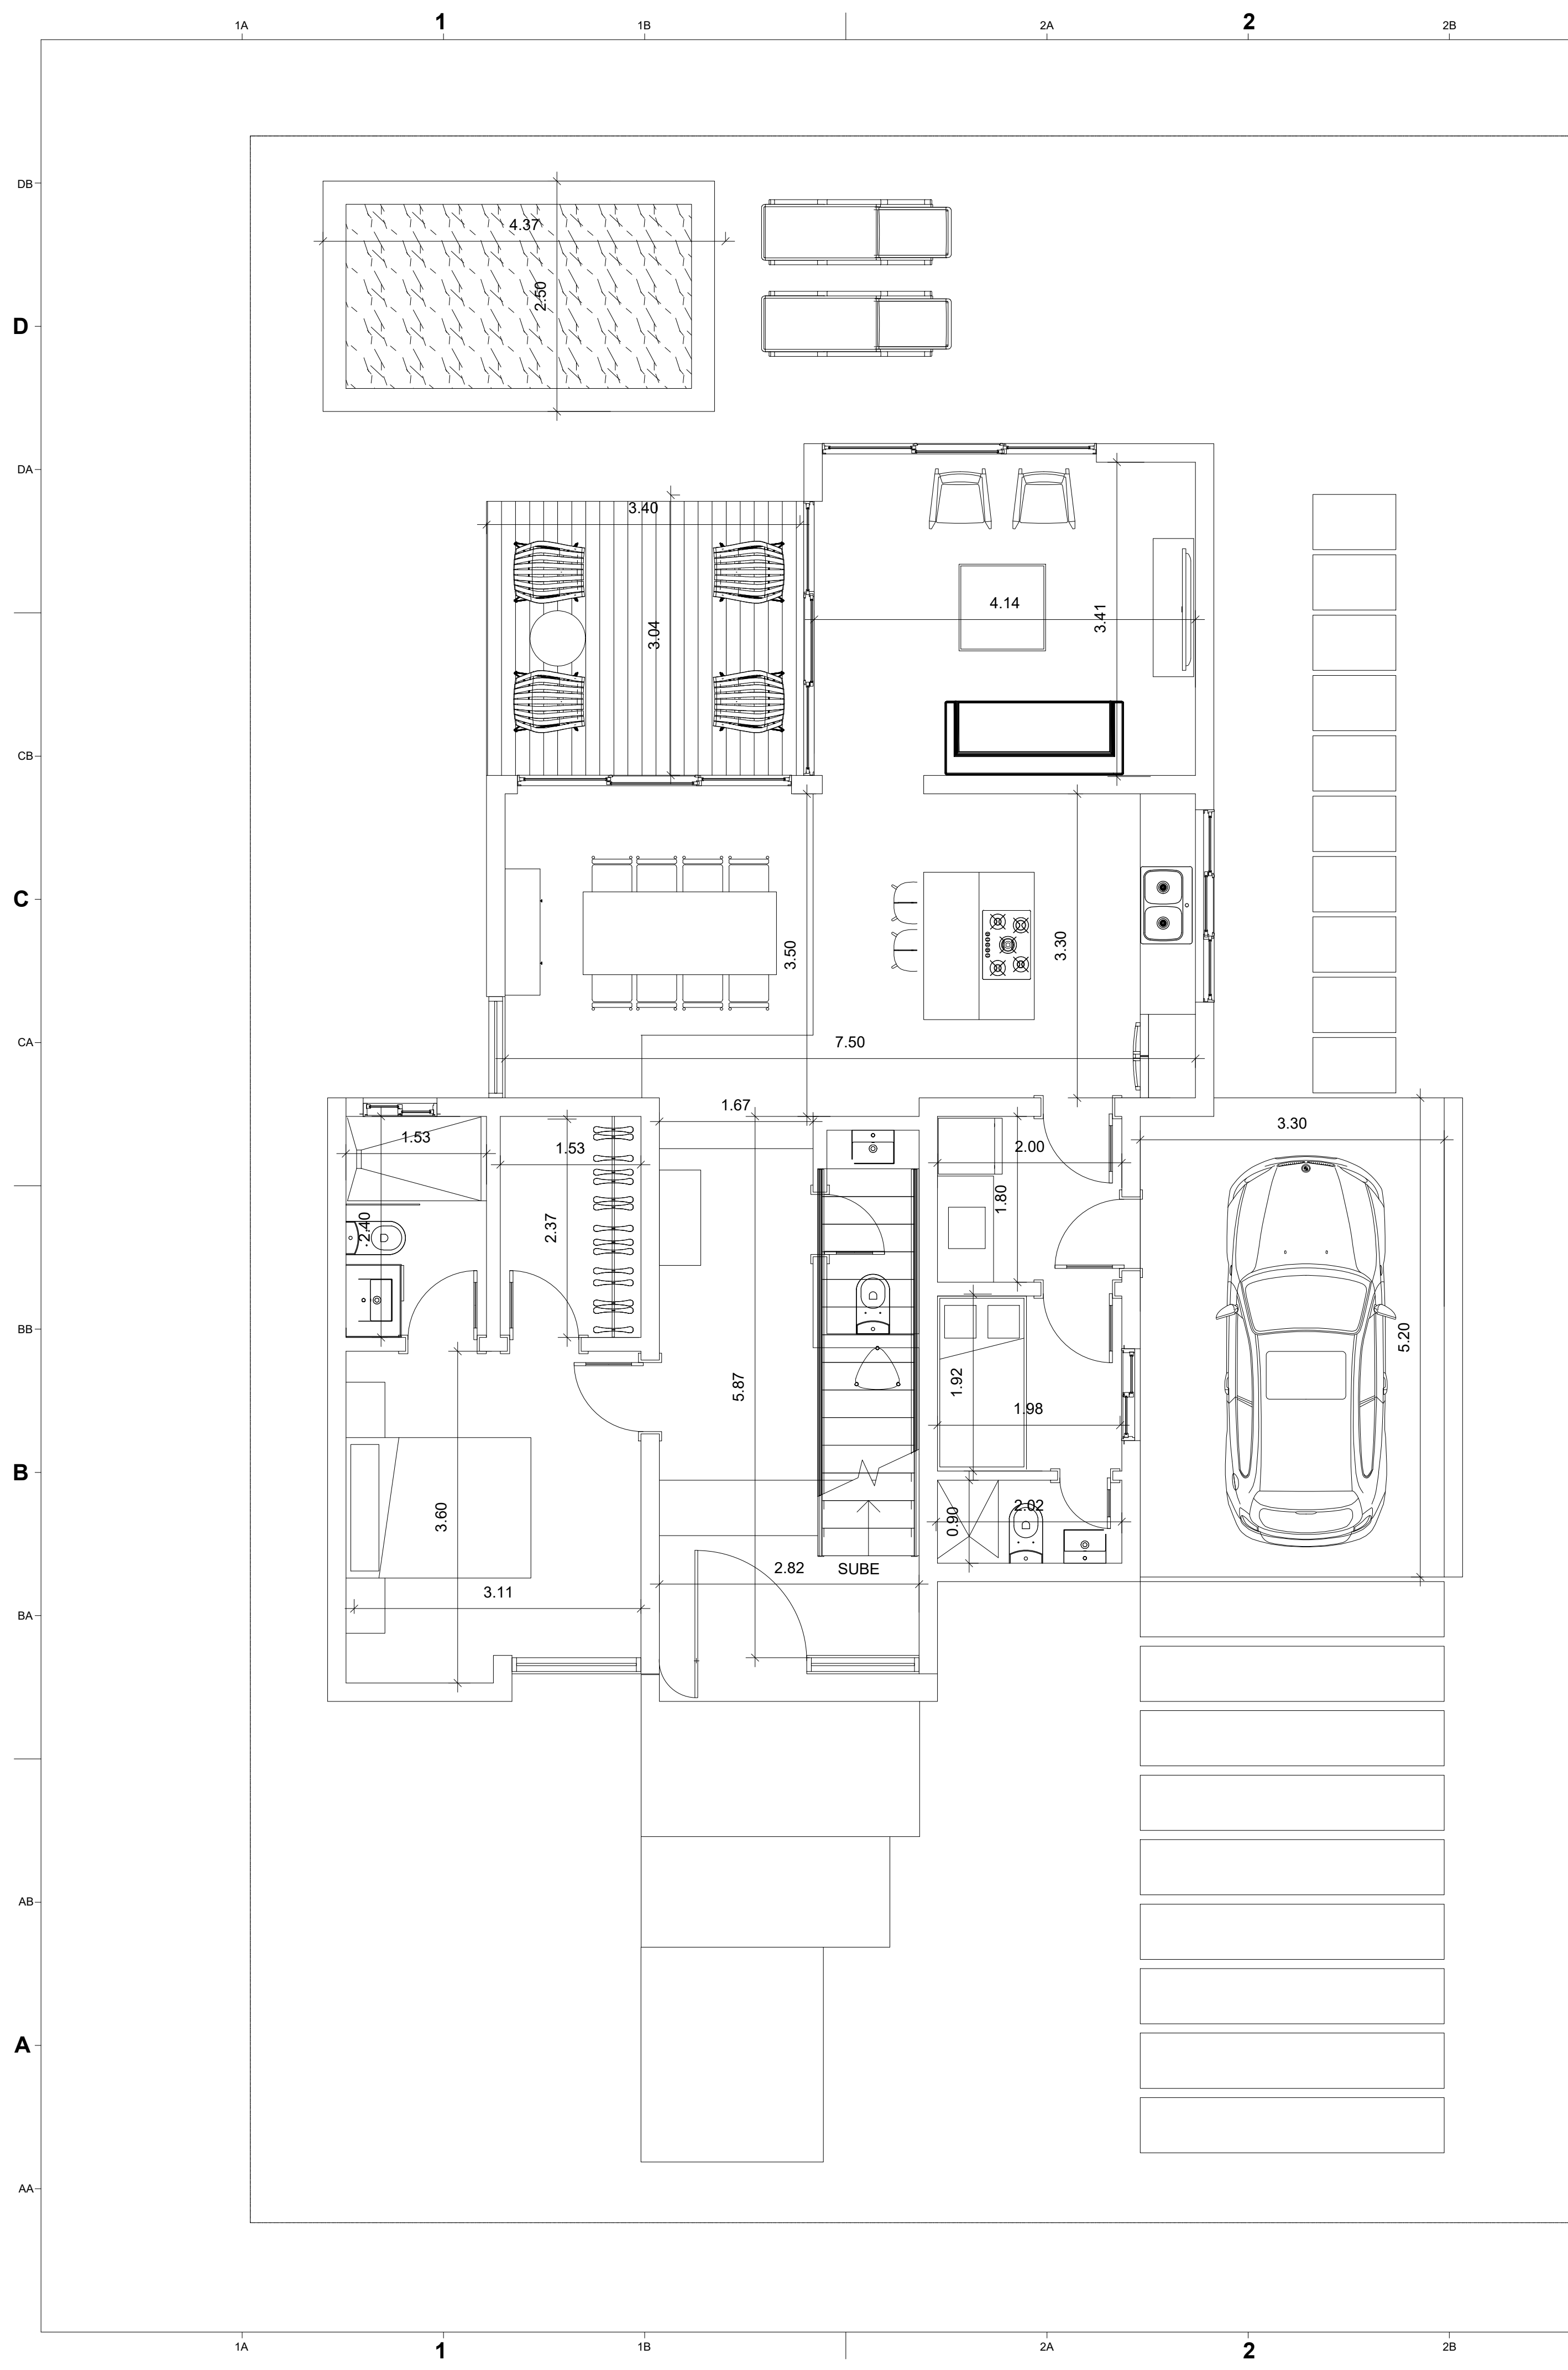 1A 1 1B 2A 2 2B
DB
4.37
2.50
D
DA
3.40
4.14
3.41
3.04
CB
C
3.50
3.30
CA
7.50
1.67
3.30
1.53
1.53
2.00
1.80
2.40
2.37
BB
5.20
1.92
5.87
1.98
B
2.02
3.60
0.90
2.82 SUBE
3.11
BA
AB
A
AA
1A 1 1B 2A 2 2B